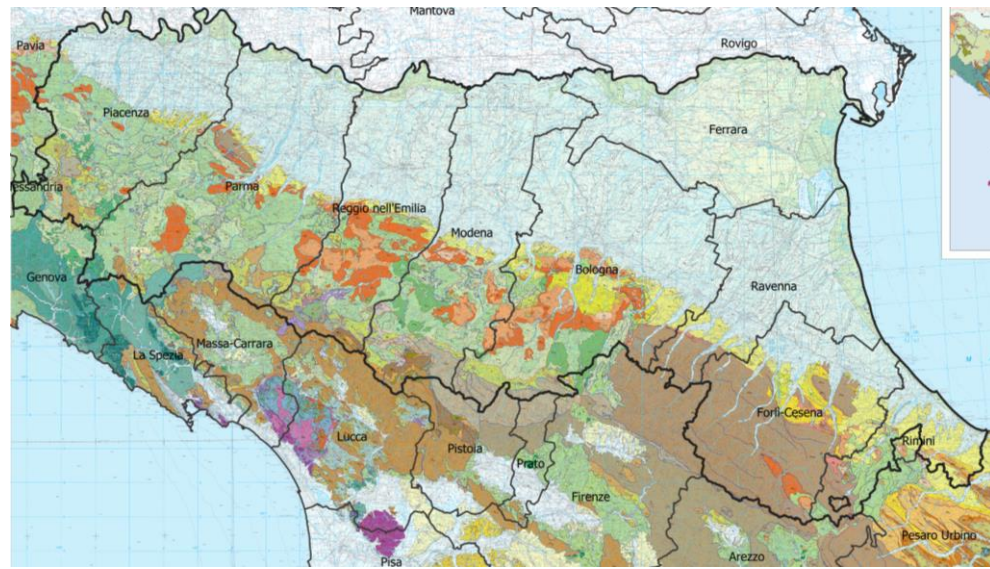 Mantova
Pavia
Rovigo
Piacenza
Ferrara
essandria
Parma
Reggio nell'Emilia
Modena
Bologna
Genova
Ravenna
Massa-Carrara
La Spezia
Forlì-Cesena
Lucca
Pistoia
Rimini
Prato
Firenze
Pesaro Urbino
Arezzo
Pisa